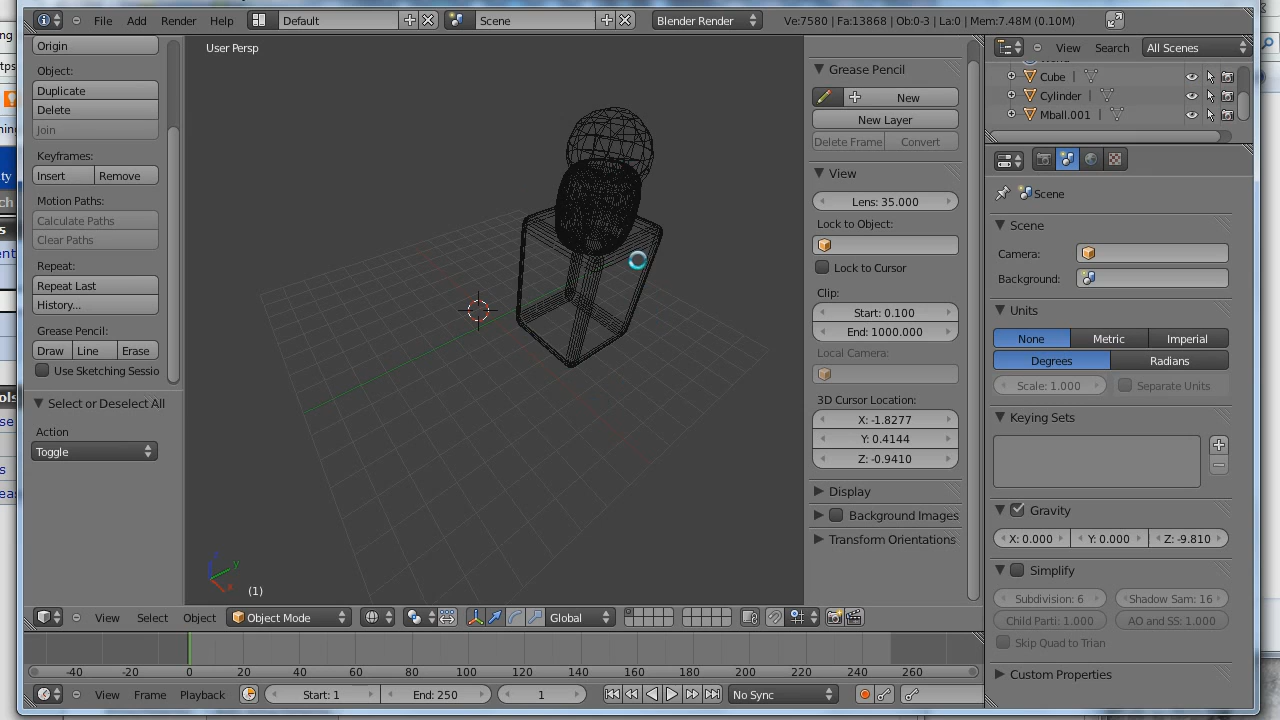 File Add Render Help Default Scene Blender Render Ve:7580 | Fa:13868 | Ob:0-3 | La:0 | Mem:7.48M (0.10M)
Origin
Object:
Duplicate
Delete
Join
Keyframes:
Insert Remove
Motion Paths:
Calculate Paths
Clear Paths
Repeat:
Repeat Last
History...
Grease Pencil:
Draw Line Erase
Use Sketching Sessio
Select or Deselect All
Action
Toggle
User Persp
z
y
x
(1)
Grease Pencil
New
New Layer
Delete Frame Convert
View
Lens: 35.000
Lock to Object:
Lock to Cursor
Clip:
Start: 0.100
End: 1000.000
Local Camera:
3D Cursor Location:
X: -1.8277
Y: 0.4144
Z: -0.9410
Display
Background Images
Transform Orientations
View Search All Scenes
Cube
Cylinder
Mball.001
Scene
Scene
Camera:
Background:
Units
None Metric Imperial
Degrees Radians
Scale: 1.000 Separate Units
Keying Sets
Gravity
X: 0.000 Y: 0.000 Z: -9.810
Simplify
Subdivision: 6 Shadow Sam: 16
Child Parti: 1.000 AO and SS: 1.000
Skip Quad to Trian
Custom Properties
View Select Object Object Mode Global
-40 -20 0 20 40 60 80 100 120 140 160 180 200 220 240 260
View Frame Playback Start: 1 End: 250 1 No Sync